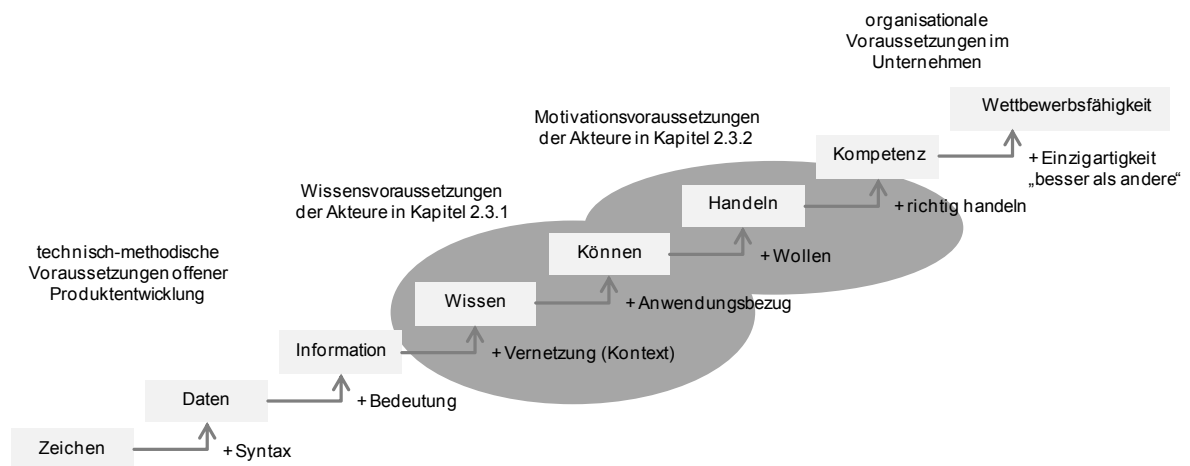 organisationale
Voraussetzungen im
Unternehmen
Wettbewerbsfähigkeit
Motivationsvoraussetzungen
der Akteure in Kapitel 2.3.2
Kompetenz
+ Einzigartigkeit
„besser als andere“
Wissensvoraussetzungen
der Akteure in Kapitel 2.3.1
Handeln
+ richtig handeln
technisch-methodische
Voraussetzungen offener
Produktentwicklung
Können
+ Wollen
Wissen
+ Anwendungsbezug
Information
+ Vernetzung (Kontext)
Daten
+ Bedeutung
Zeichen
+ Syntax